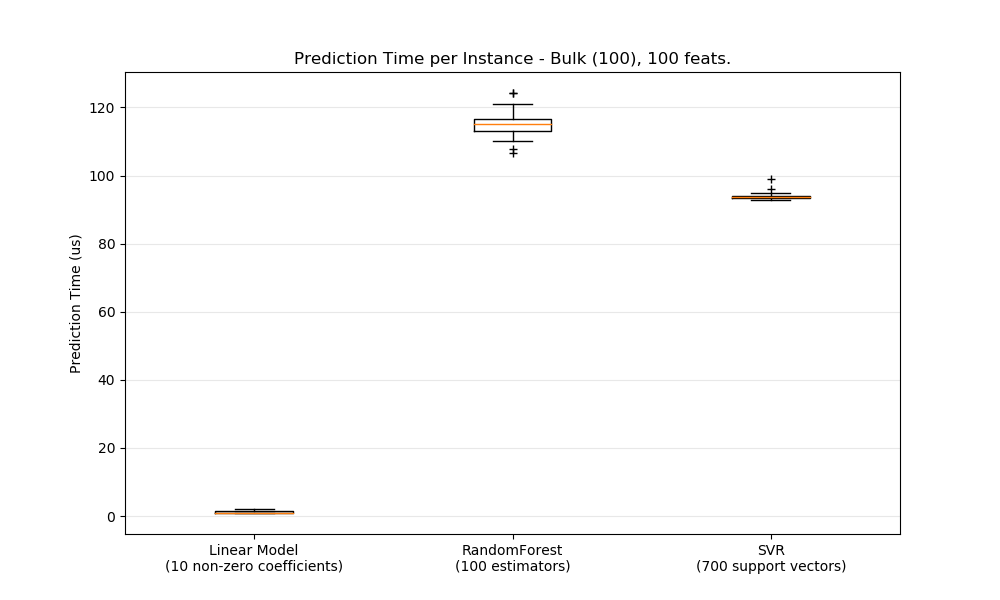 Prediction Time per Instance - Bulk (100), 100 feats.
Prediction Time (us)
120
100
80
60
40
20
0
Linear Model
(10 non-zero coefficients)
RandomForest
(100 estimators)
SVR
(700 support vectors)